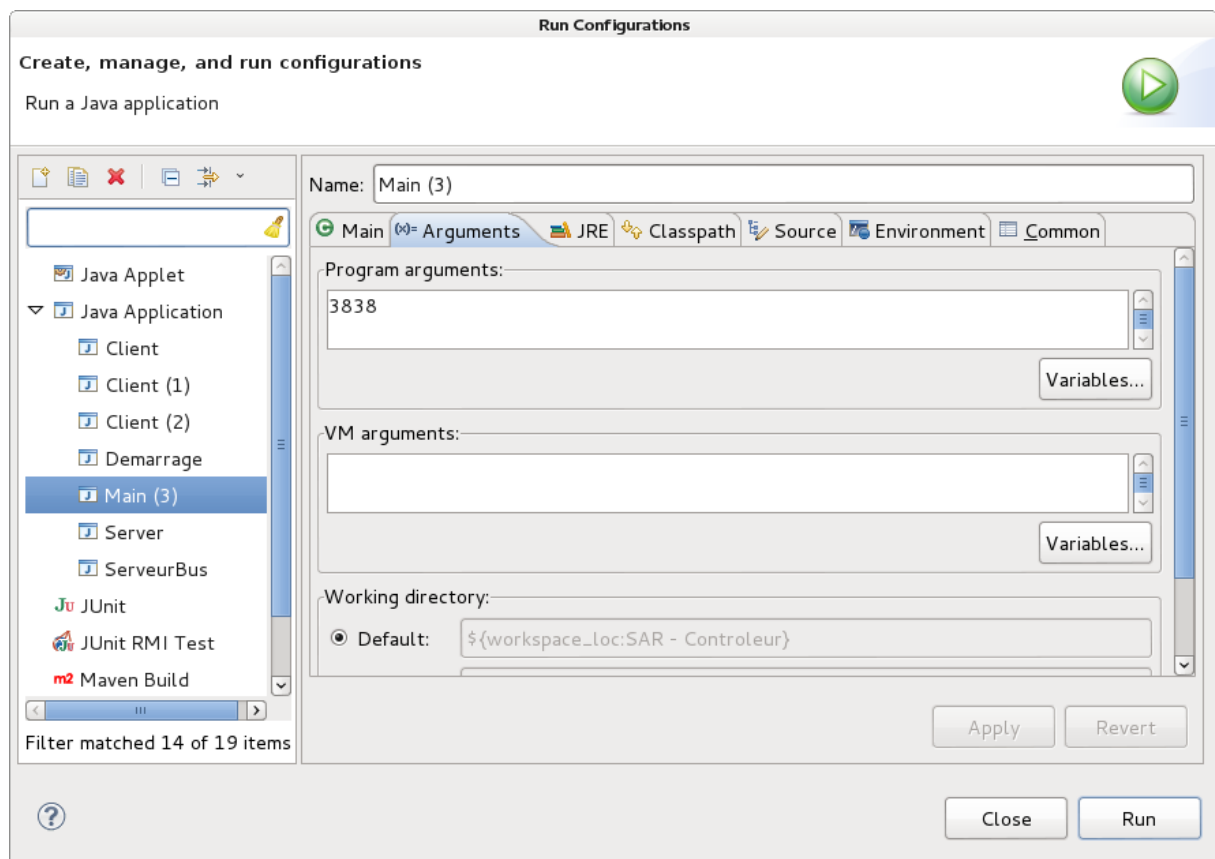 Run Configurations
Create, manage, and run configurations
Run a Java application
Name: Main (3)
Main (x)= Arguments JRE Classpath Source Environment Common
Java Applet
Java Application
Client
Client (1)
Client (2)
Demarrage
Main (3)
Server
ServeurBus
Ju JUnit
JUnit RMI Test
m2 Maven Build
Filter matched 14 of 19 items
Program arguments:
3838
Variables...
VM arguments:
Variables...
Working directory:
Default: ${workspace_loc:SAR - Controleur}
Apply Revert
Close Run